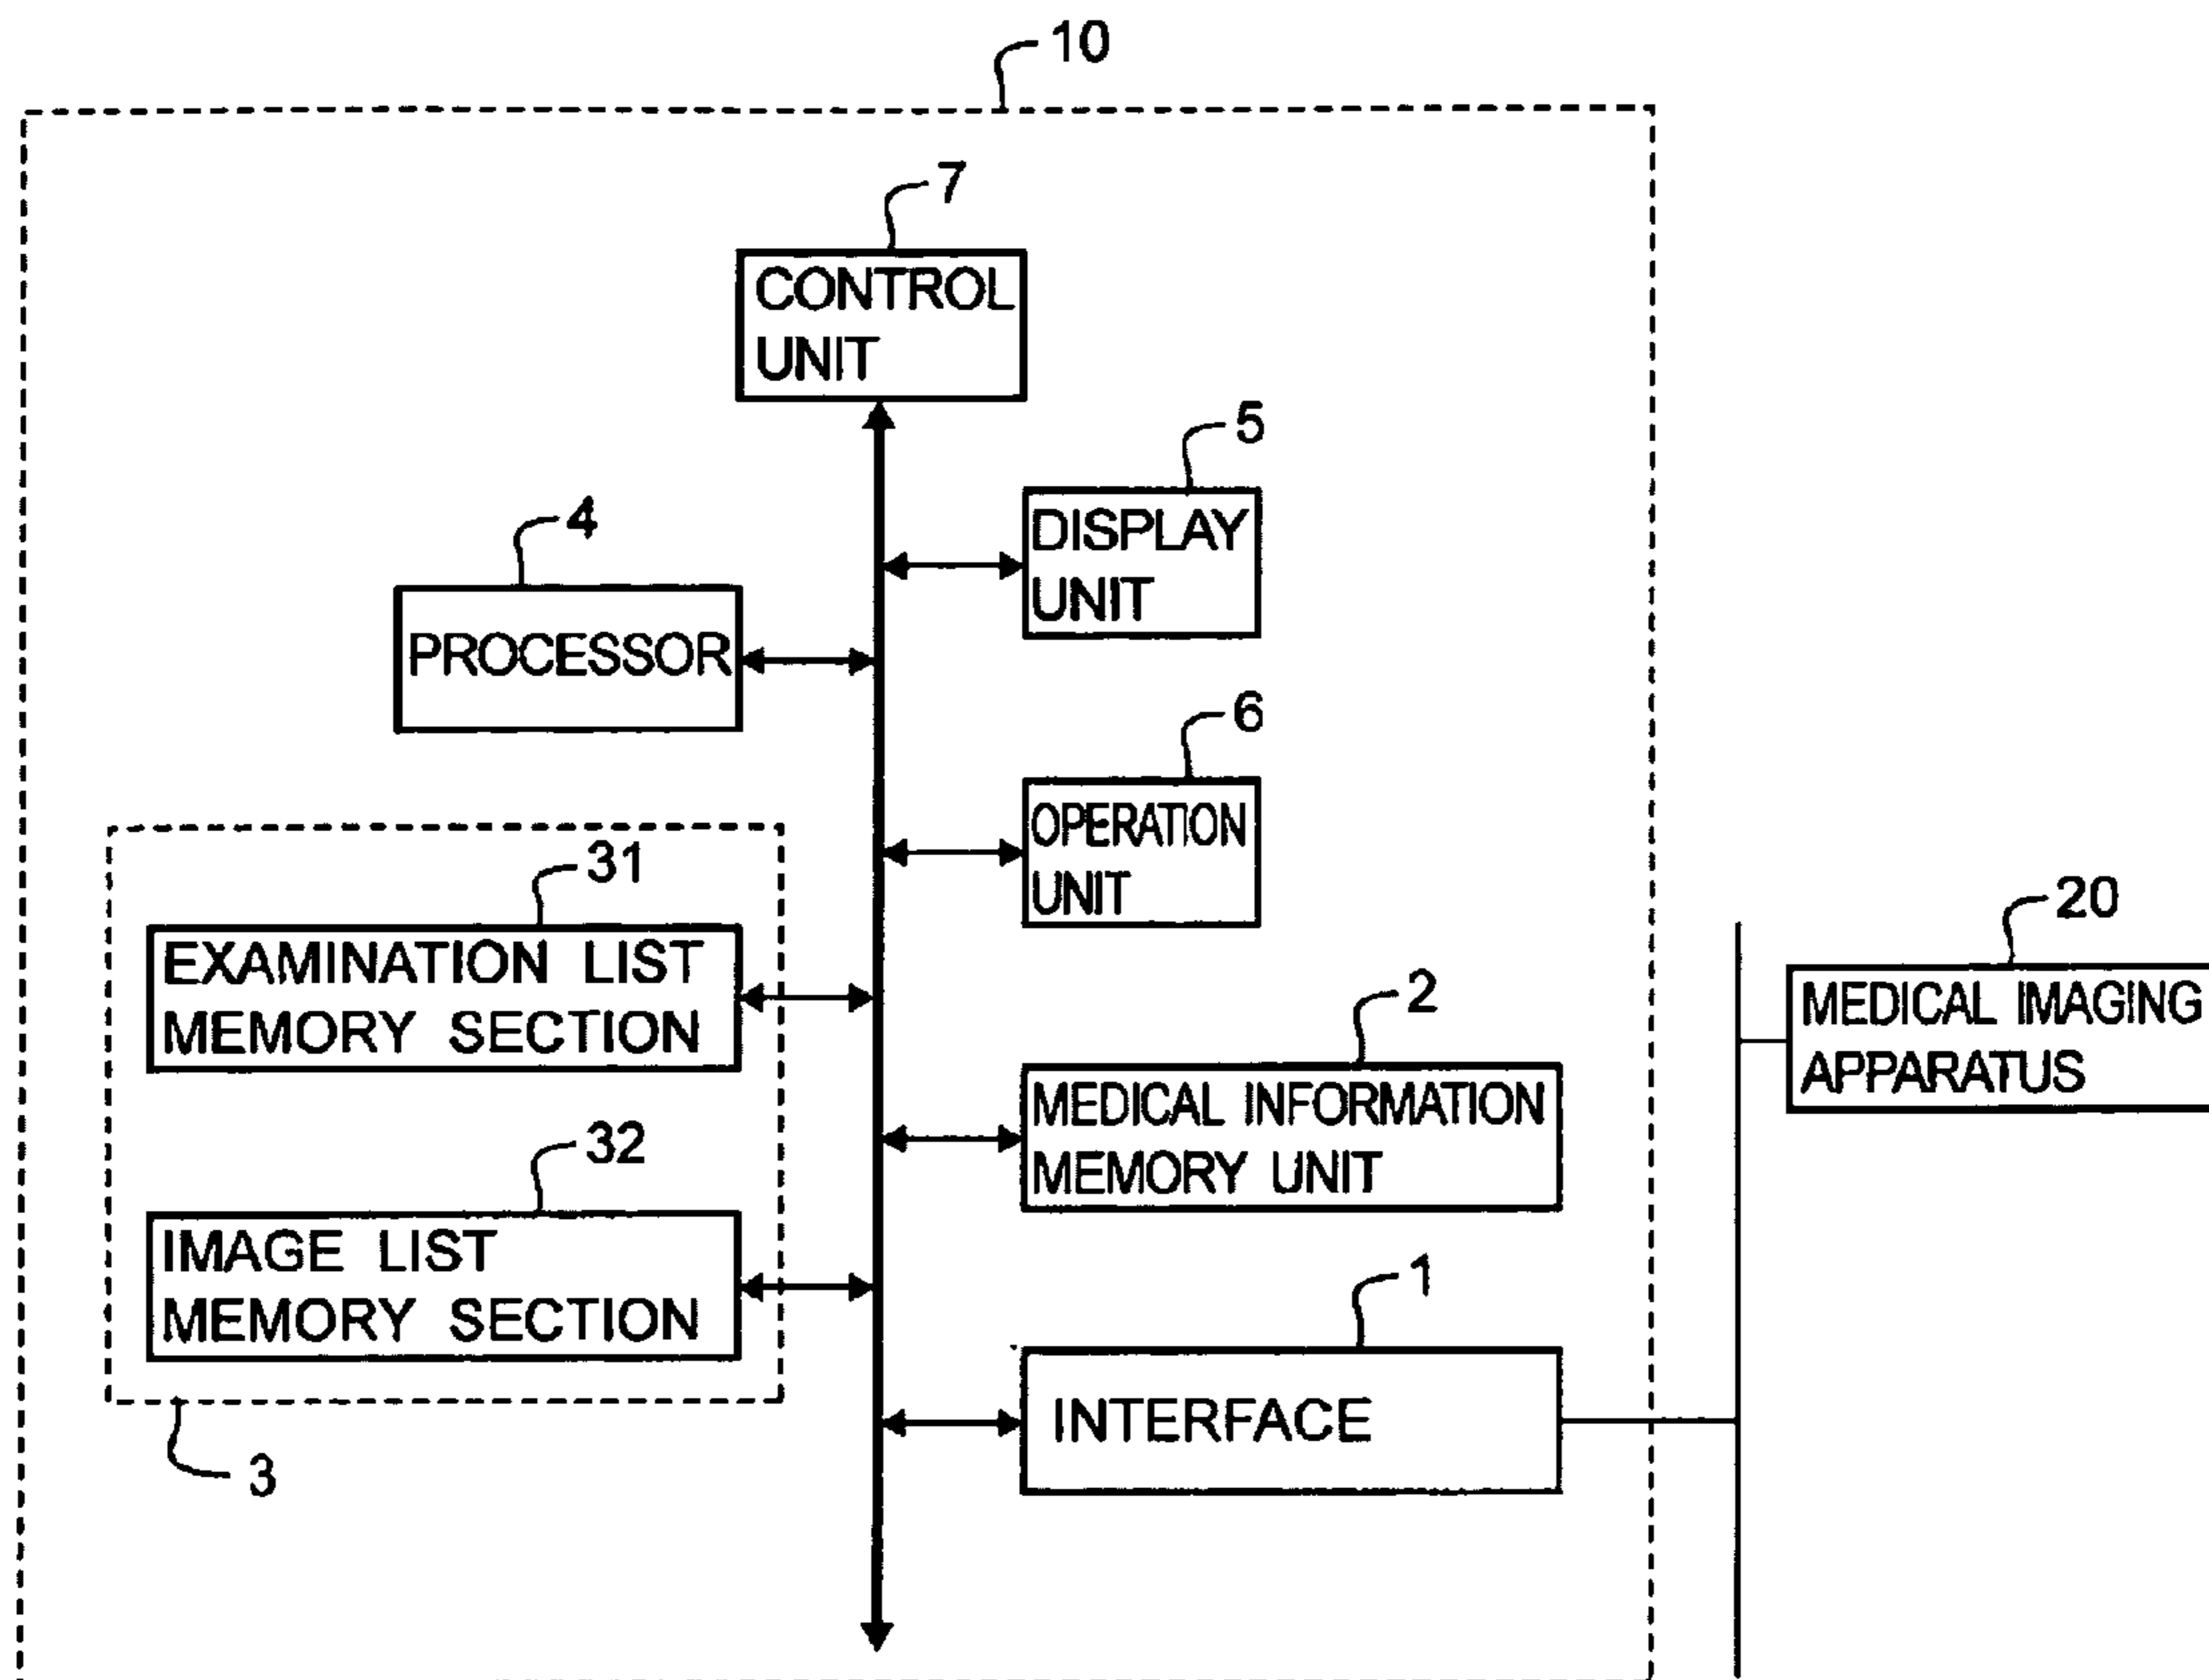 10
7
CONTROL
UNIT
5
DISPLAY
UNIT
4
PROCESSOR
6
OPERATION
UNIT
31
EXAMINATION LIST
MEMORY SECTION
20
MEDICAL IMAGING
APPARATUS
2
MEDICAL INFORMATION
MEMORY UNIT
32
IMAGE LIST
MEMORY SECTION
1
INTERFACE
3